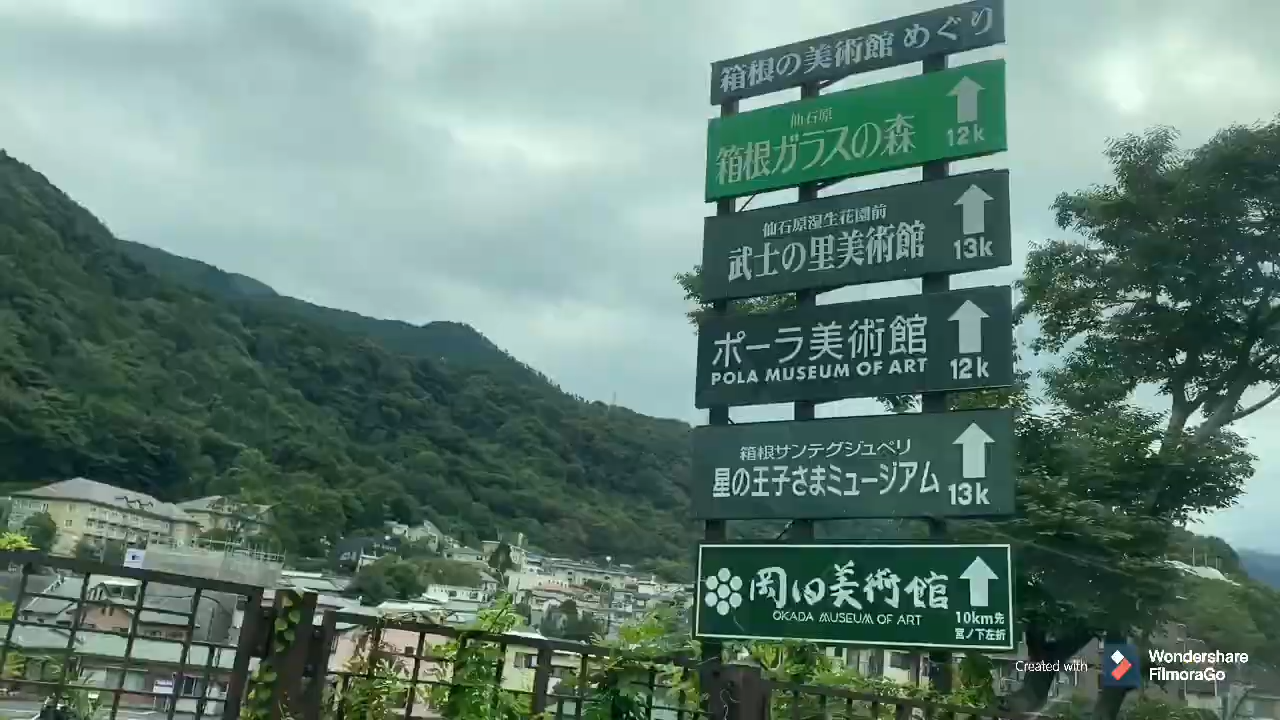 箱根の美術館めぐり
仙石原
箱根ガラスの森
12k
仙石原湿生花園前
武士の里美術館
13k
ポーラ美術館
POLA MUSEUM OF ART
12k
箱根サンテグジュペリ
星の王子さまミュージアム
13k
岡田美術館
OKADA MUSEUM OF ART
10km先
宮ノ下左折
Created with
Wondershare
FilmoraGo